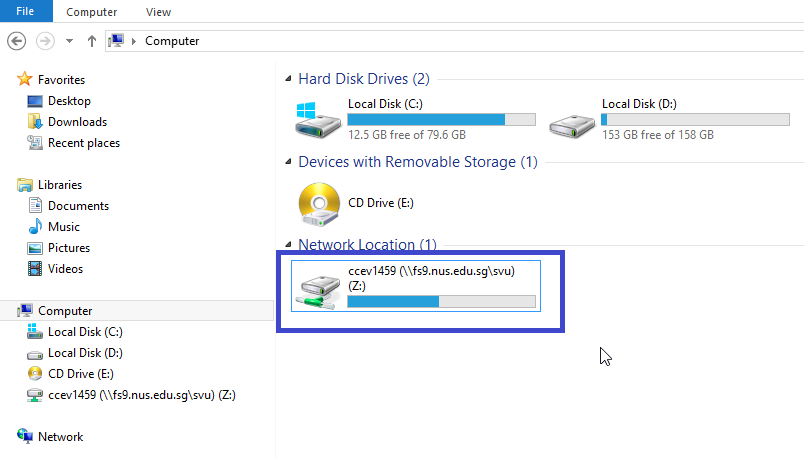 File Computer View
Computer
Favorites
Desktop
Downloads
Recent places
Libraries
Documents
Music
Pictures
Videos
Computer
Local Disk (C:)
Local Disk (D:)
CD Drive (E:)
ccev1459 (\\fs9.nus.edu.sg\svu) (Z:)
Network
Hard Disk Drives (2)
Local Disk (C:)
12.5 GB free of 79.6 GB
Local Disk (D:)
153 GB free of 158 GB
Devices with Removable Storage (1)
CD Drive (E:)
Network Location (1)
ccev1459 (\\fs9.nus.edu.sg\svu)
(Z:)